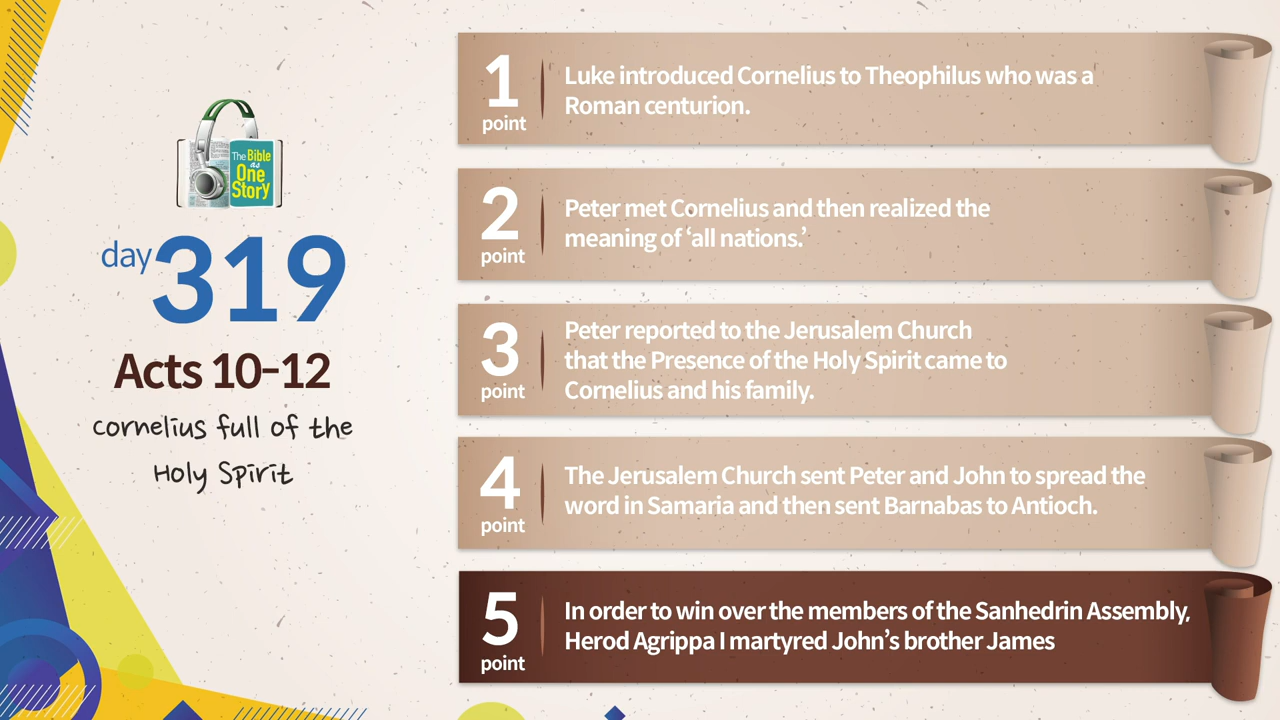 The Bible
as
One
Story
day 319
Acts 10-12
cornelius full of the
Holy Spirit
1
point
Luke introduced Cornelius to Theophilus who was a
Roman centurion.
2
point
Peter met Cornelius and then realized the
meaning of ‘all nations.’
3
point
Peter reported to the Jerusalem Church
that the Presence of the Holy Spirit came to
Cornelius and his family.
4
point
The Jerusalem Church sent Peter and John to spread the
word in Samaria and then sent Barnabas to Antioch.
5
point
In order to win over the members of the Sanhedrin Assembly,
Herod Agrippa I martyred John’s brother James